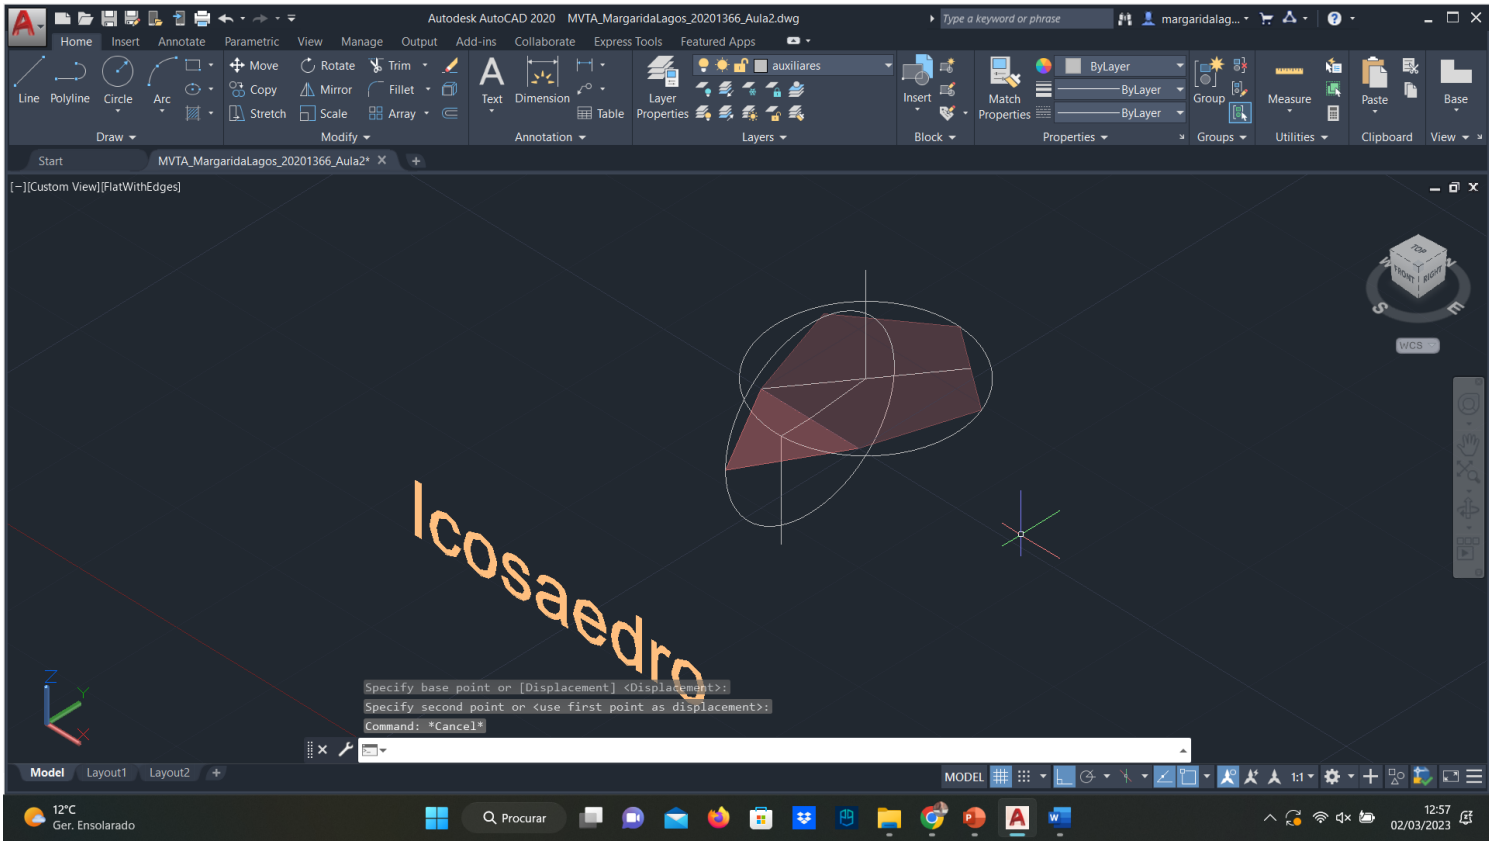 Autodesk AutoCAD 2020 MVTA_MargaridaLagos_20201366_Aula2.dwg
Type a keyword or phrase
margaridalag...
Home Insert Annotate Parametric View Manage Output Add-ins Collaborate Express Tools Featured Apps
Line Polyline Circle Arc
Move Rotate Trim
Copy Mirror Fillet
Stretch Scale Array
Text Dimension Table
Layer Properties
auxiliares
Insert
Match Properties
ByLayer
ByLayer
ByLayer
Group Measure Paste Base
Draw Modify Annotation Layers Block Properties Groups Utilities Clipboard View
Start MVTA_MargaridaLagos_20201366_Aula2*
[−][Custom View][FlatWithEdges]
TOP
FRONT RIGHT
W N
S E
WCS
Icosaedro
Z
Y
X
Specify base point or [Displacement] <Displacement>:
Specify second point or <use first point as displacement>:
Command: *Cancel*
Model Layout1 Layout2
MODEL 1:1
12°C
Ger. Ensolarado
Procurar
12:57
02/03/2023